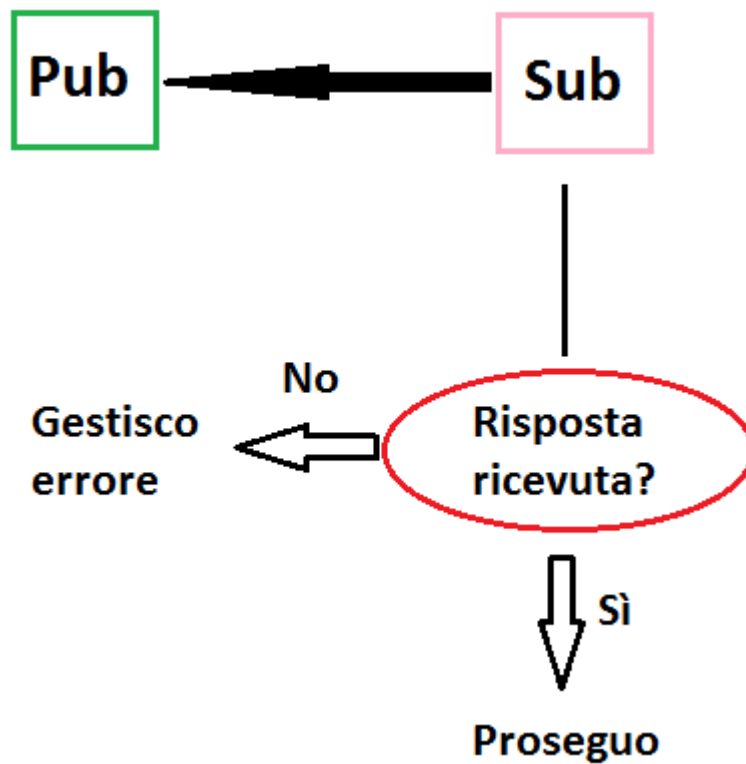 Pub
Sub
No
Gestisco
errore
Risposta
ricevuta?
Sì
Proseguo